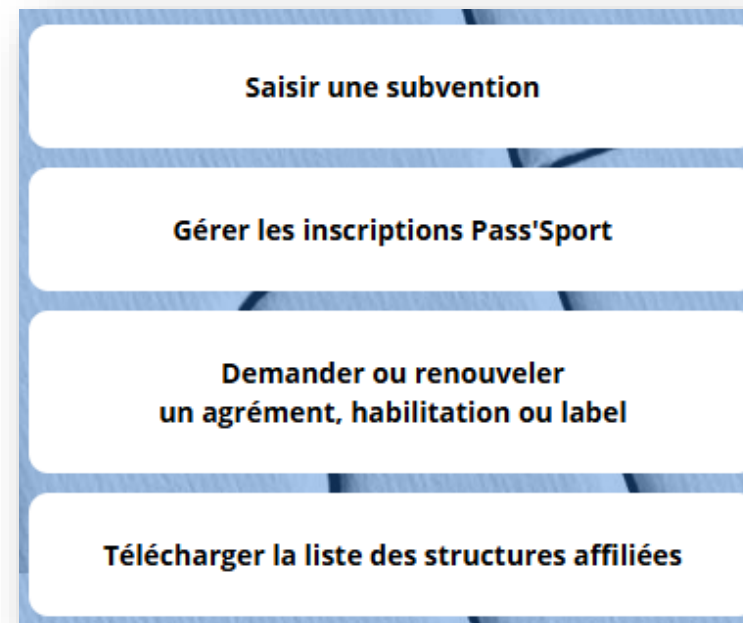 Saisir une subvention
Gérer les inscriptions Pass'Sport
Demander ou renouveler
un agrément, habilitation ou label
Télécharger la liste des structures affiliées